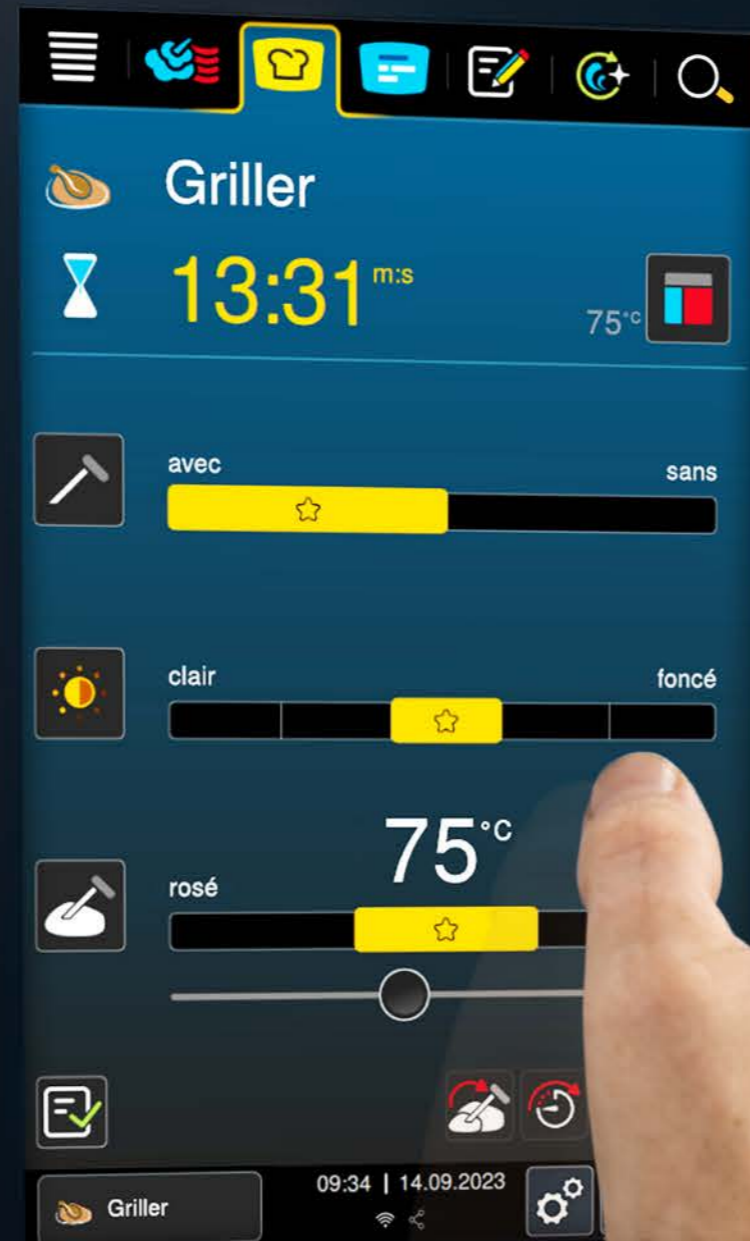 Griller
13:31 m:s
75°C
avec sans
clair foncé
75°C
rosé
Griller
09:34 | 14.09.2023